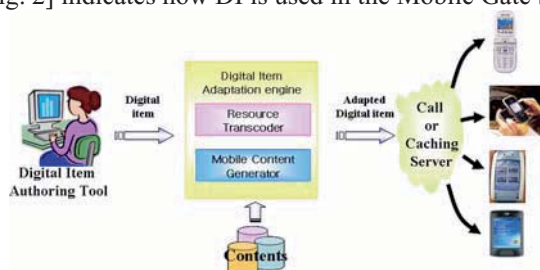 ig. 2] indicates how DI is used in the Mobile Gate
Digital Item
Adaptation engine
Resource
Transcoder
Mobile Content
Generator
Digital
item
Adapted
Digital item
Call
or
Caching
Server
Digital Item
Authoring Tool
Contents